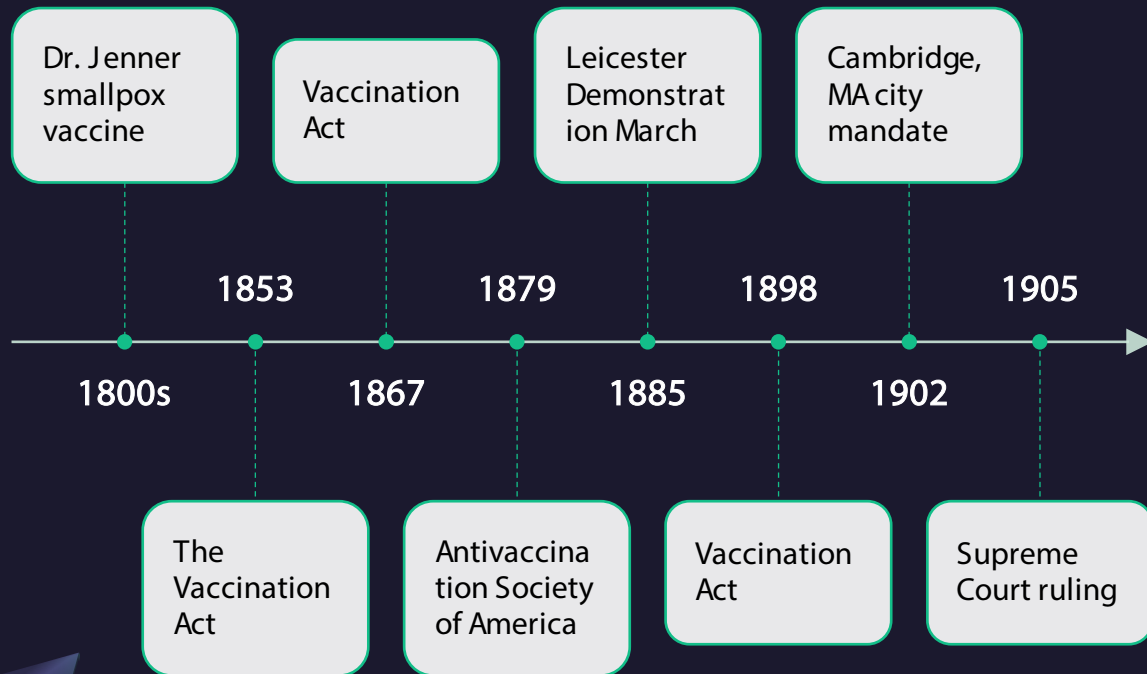 Dr. Jenner
smallpox
vaccine
Vaccination
Act
Leicester
Demonstrat
ion March
Cambridge,
MA city
mandate
1853
1879
1898
1905
1800s
1867
1885
1902
The
Vaccination
Act
Antivaccina
tion Society
of America
Vaccination
Act
Supreme
Court ruling